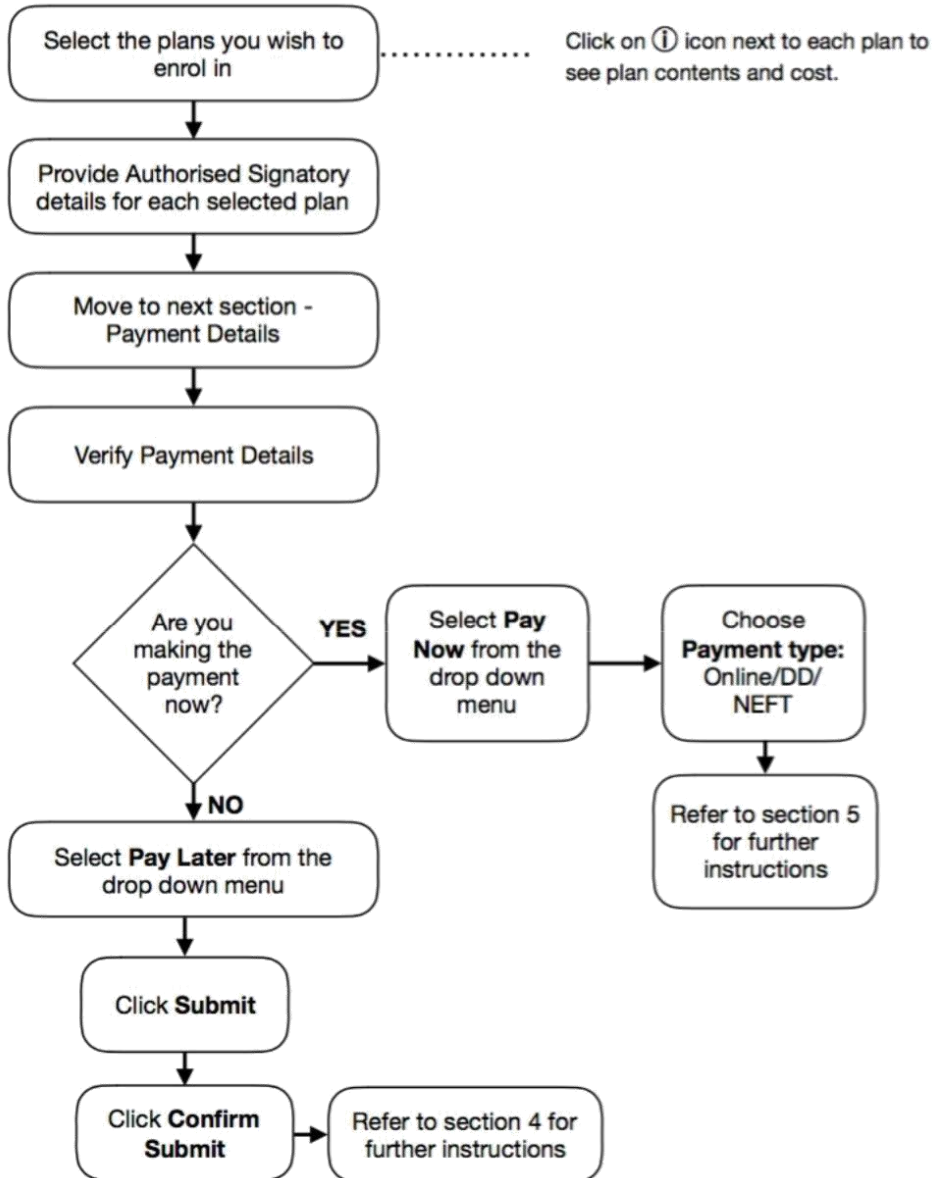 Select the plans you wish to
enrol in
Click on ⓘ icon next to each plan to
see plan contents and cost.
Provide Authorised Signatory
details for each selected plan
Move to next section -
Payment Details
Verify Payment Details
Are you
making the
payment
now?
YES
Select Pay
Now from the
drop down
menu
Choose
Payment type:
Online/DD/
NEFT
Refer to section 5
for further
instructions
NO
Select Pay Later from the
drop down menu
Click Submit
Click Confirm
Submit
Refer to section 4 for
further instructions